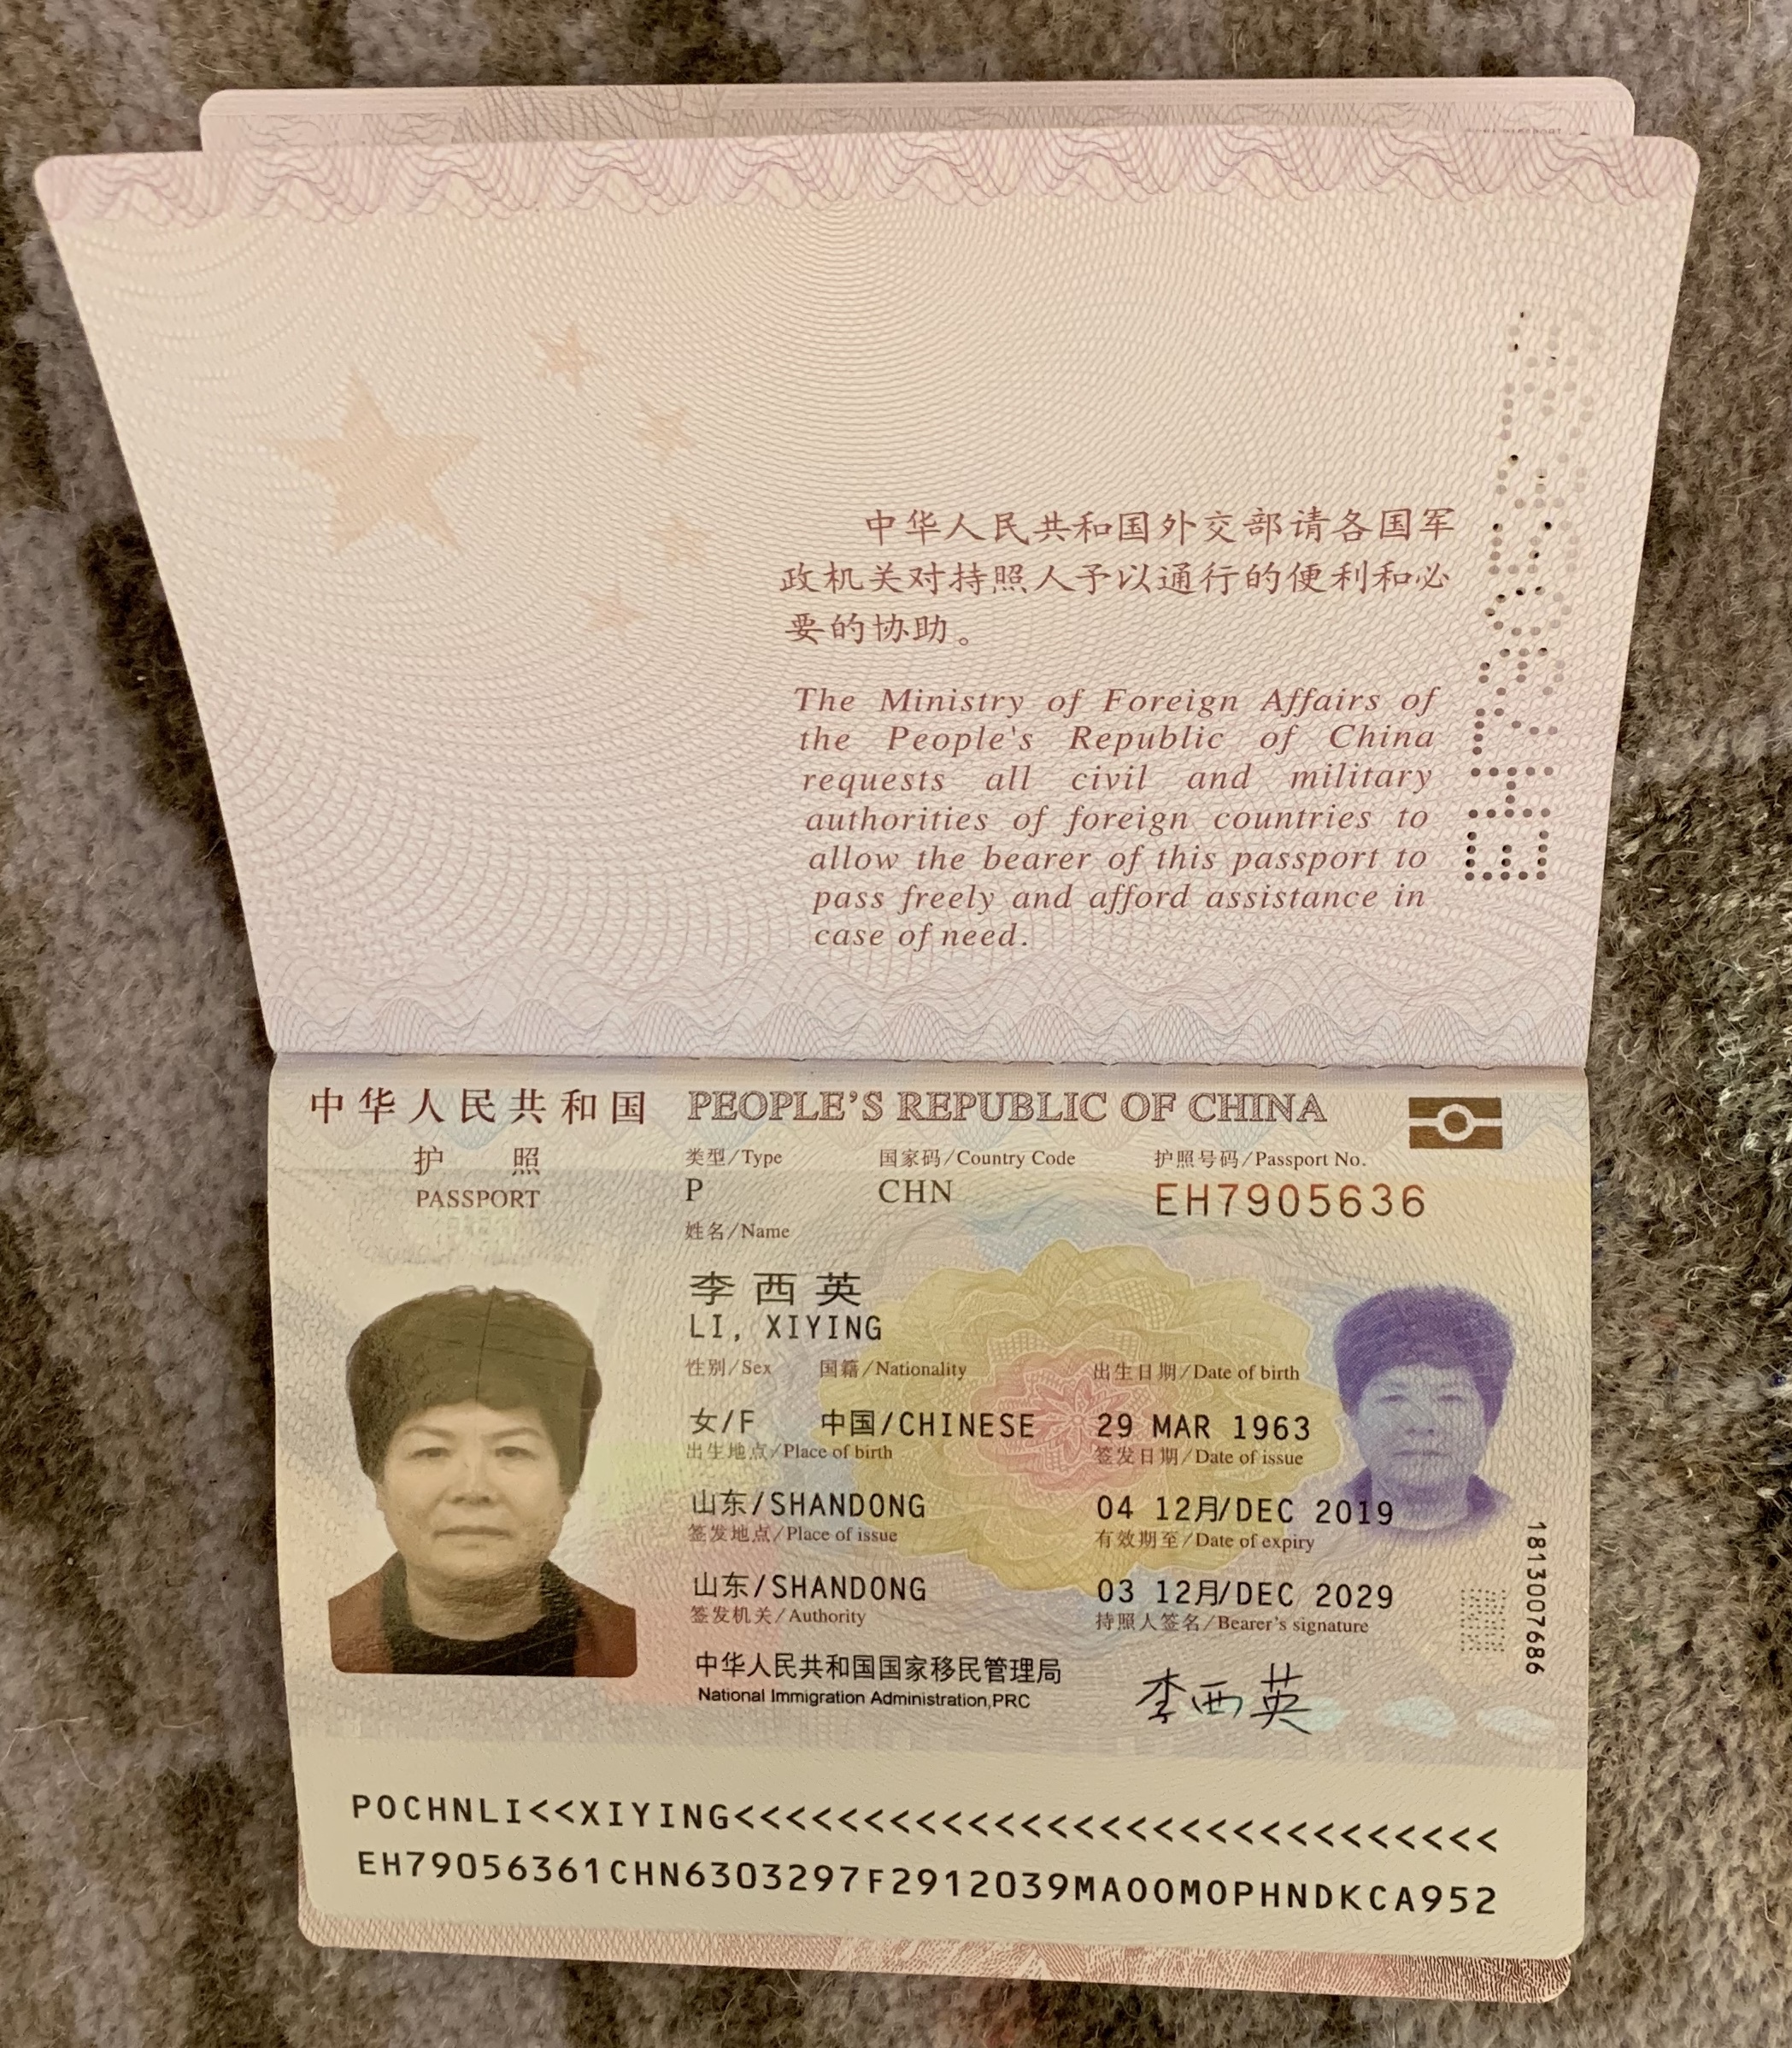 中华人民共和国外交部请各国军
政机关对持照人予以通行的便利和必
要的协助。
The Ministry of Foreign Affairs of
the People's Republic of China
requests all civil and military
authorities of foreign countries to
allow the bearer of this passport to
pass freely and afford assistance in
case of need.
中华人民共和国 PEOPLE'S REPUBLIC OF CHINA
护照
PASSPORT
类型/Type 国家码/Country Code 护照号码/Passport No.
P CHN EH7905636
姓名/Name
李西英
LI, XIYING
性别/Sex 国籍/Nationality 出生日期/Date of birth
女/F 中国/CHINESE 29 MAR 1963
出生地点/Place of birth 签发日期/Date of issue
山东/SHANDONG 04 12月/DEC 2019
签发地点/Place of issue 有效期至/Date of expiry
山东/SHANDONG 03 12月/DEC 2029
签发机关/Authority 持照人签名/Bearer's signature
中华人民共和国国家移民管理局
National Immigration Administration,PRC
李西英
1813007686
POCHNLI<<XIYING<<<<<<<<<<<<<<<<<<<<<<<<<<<<<
EH79056361CHN6303297F2912039MAOOMOPHNDKCA952